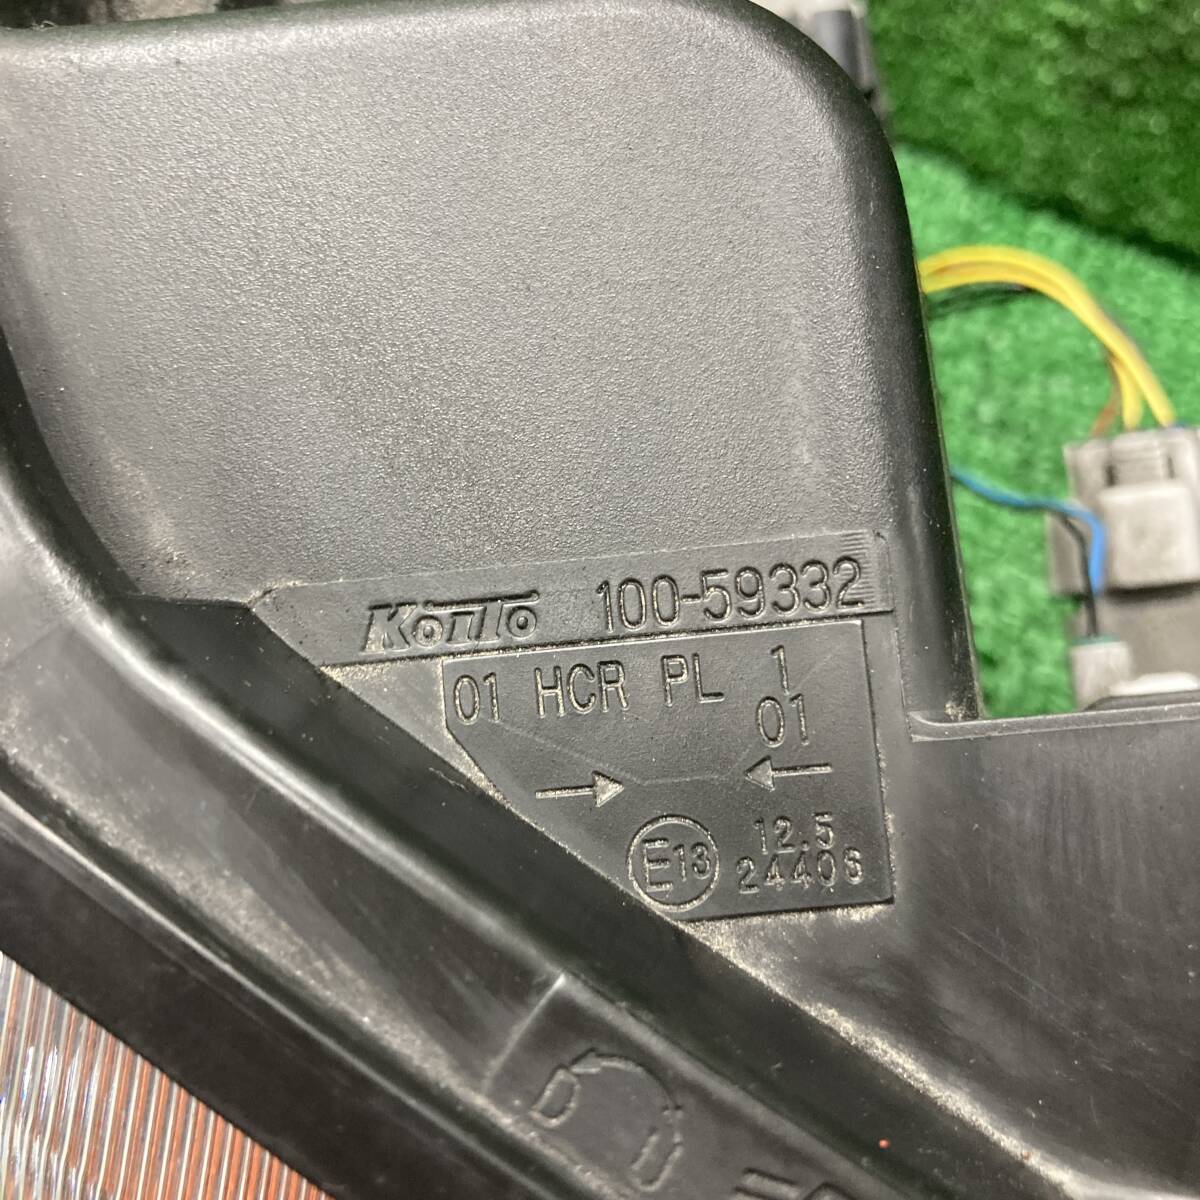 KOITO 100-59332
01 HCR PL 1
01
→ ←
E13 12.5
24406
D
U